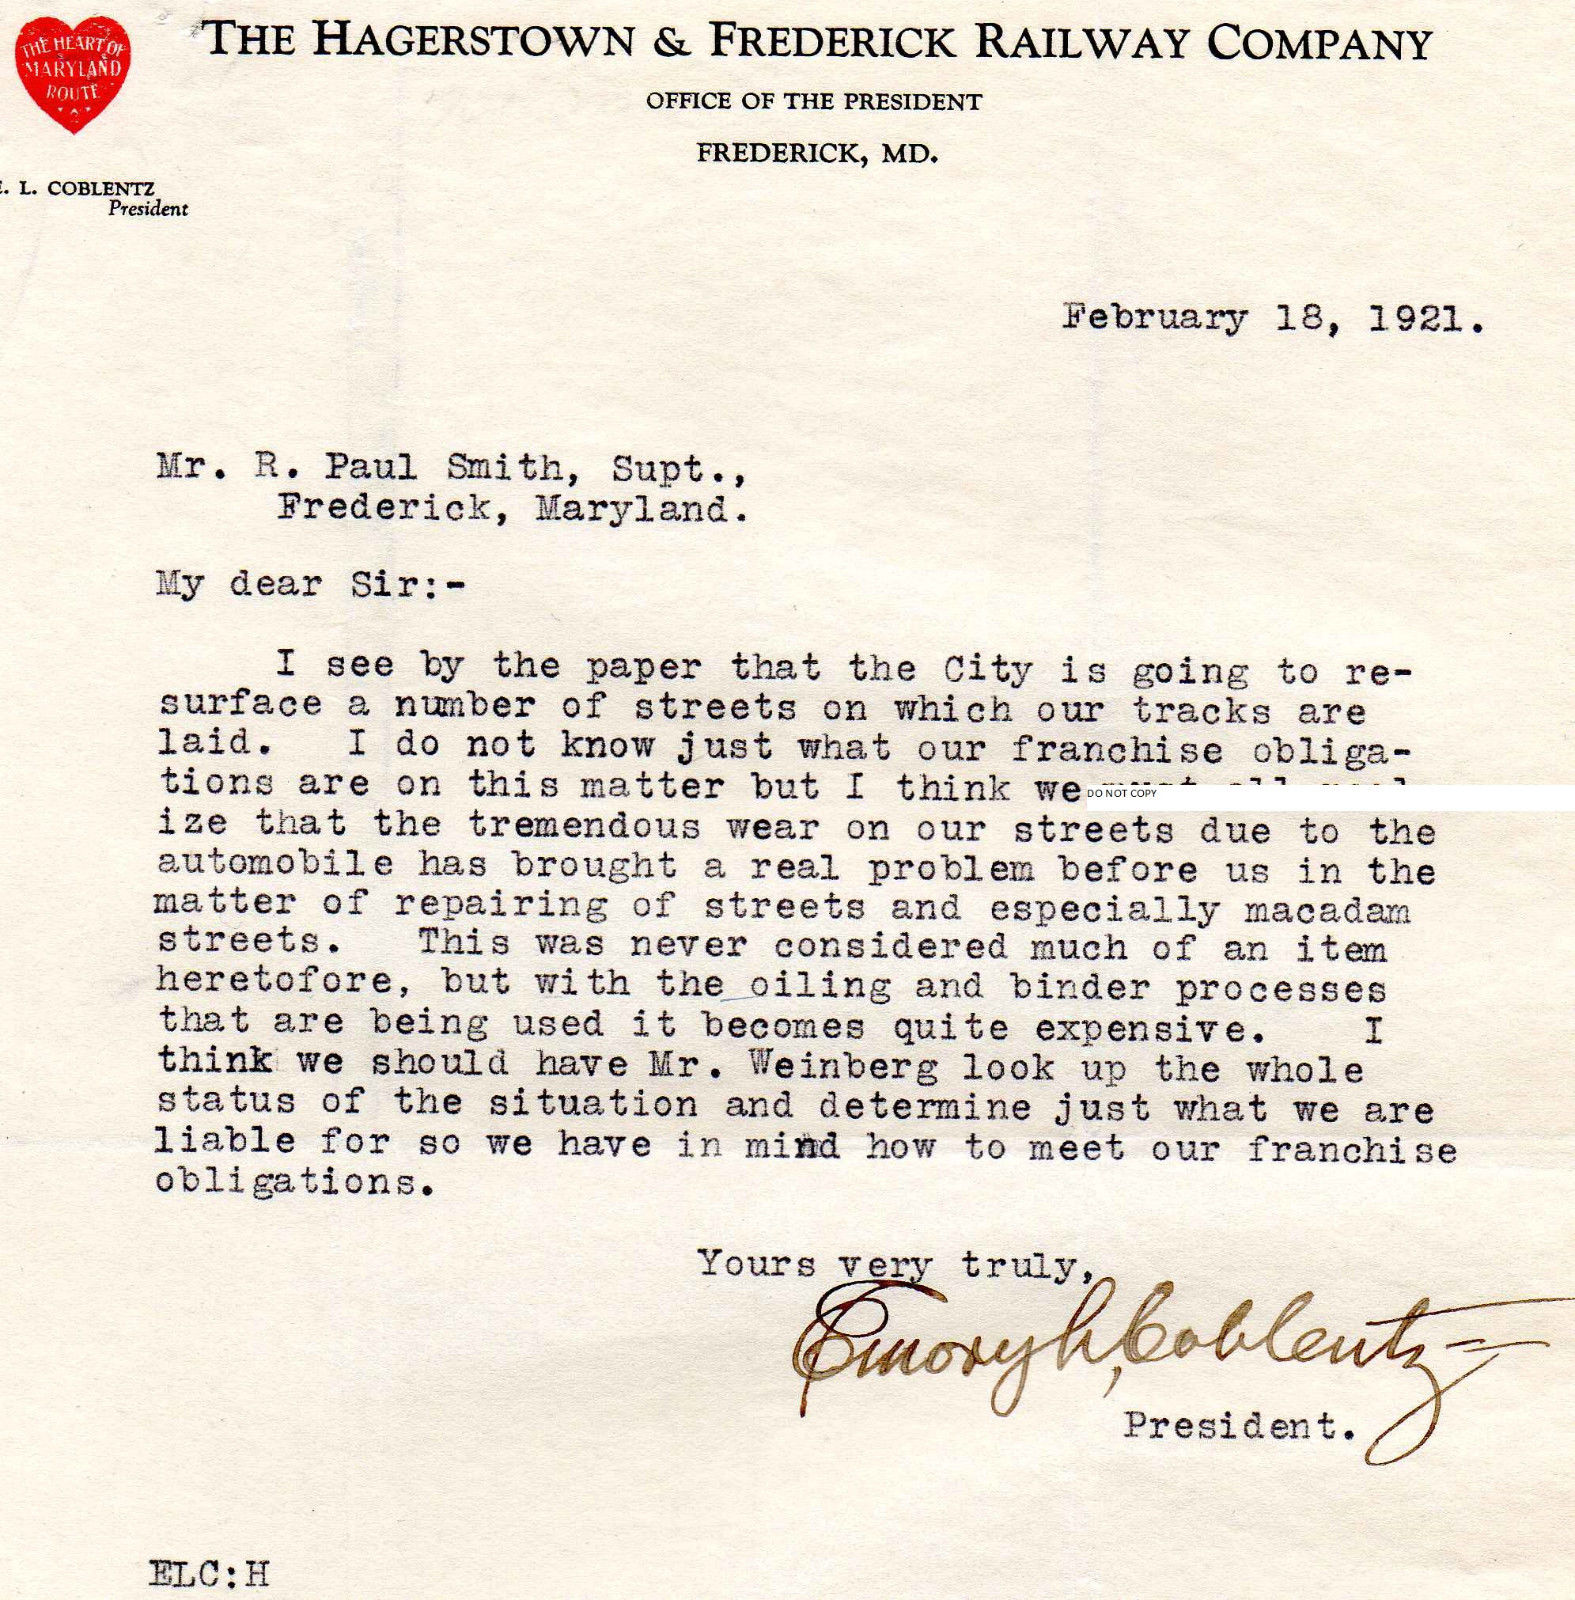 THE HEART OF
MARYLAND
ROUTE
THE HAGERSTOWN & FREDERICK RAILWAY COMPANY
OFFICE OF THE PRESIDENT
FREDERICK, MD.
E. L. COBLENTZ
President
February 18, 1921.
Mr. R. Paul Smith, Supt.,
Frederick, Maryland.
My dear Sir:-
I see by the paper that the City is going to re-
surface a number of streets on which our tracks are
laid. I do not know just what our franchise obliga-
tions are on this matter but I think we
DO NOT COPY
ize that the tremendous wear on our streets due to the
automobile has brought a real problem before us in the
matter of repairing of streets and especially macadam
streets. This was never considered much of an item
heretofore, but with the oiling and binder processes
that are being used it becomes quite expensive. I
think we should have Mr. Weinberg look up the whole
status of the situation and determine just what we are
liable for so we have in mind how to meet our franchise
obligations.
Yours very truly,
Emory L. Coblentz
President.
ELC:H